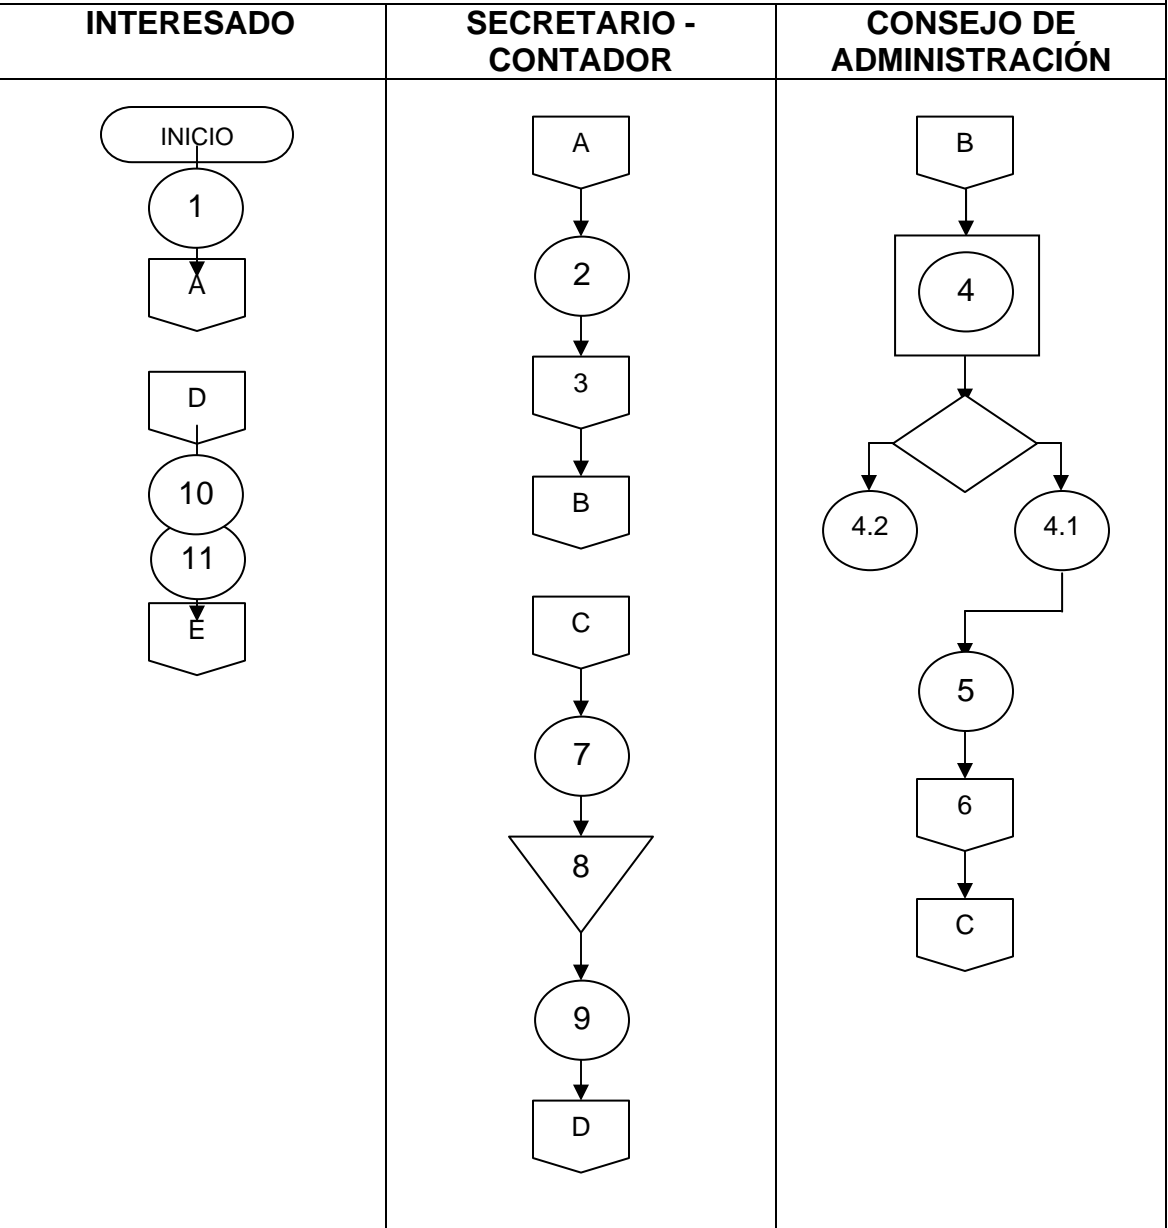 INTERESADO
SECRETARIO -
CONTADOR
CONSEJO DE
ADMINISTRACIÓN
INICIO
1
A
D
10
11
E
A
2
3
B
C
7
8
9
D
B
4
4.2
4.1
5
6
C